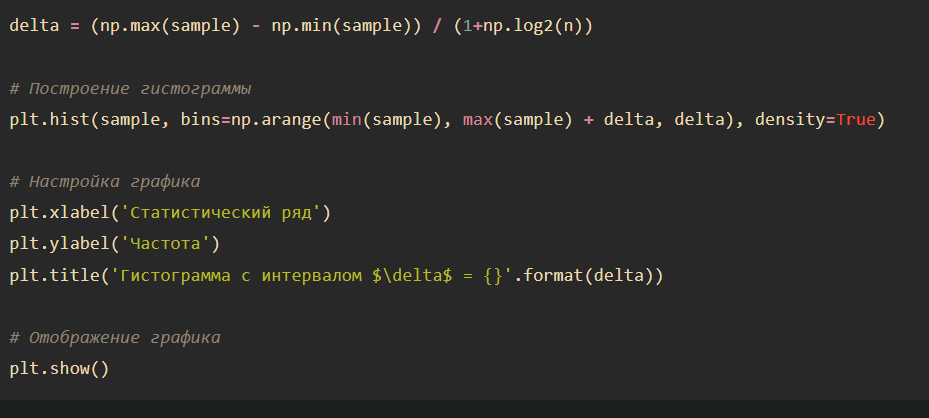 delta = (np.max(sample) - np.min(sample)) / (1+np.log2(n))
# Построение гистограммы
plt.hist(sample, bins=np.arange(min(sample), max(sample) + delta, delta), density=True)
# Настройка графика
plt.xlabel('Статистический ряд')
plt.ylabel('Частота')
plt.title('Гистограмма с интервалом $\delta$ = {}'.format(delta))
# Отображение графика
plt.show()